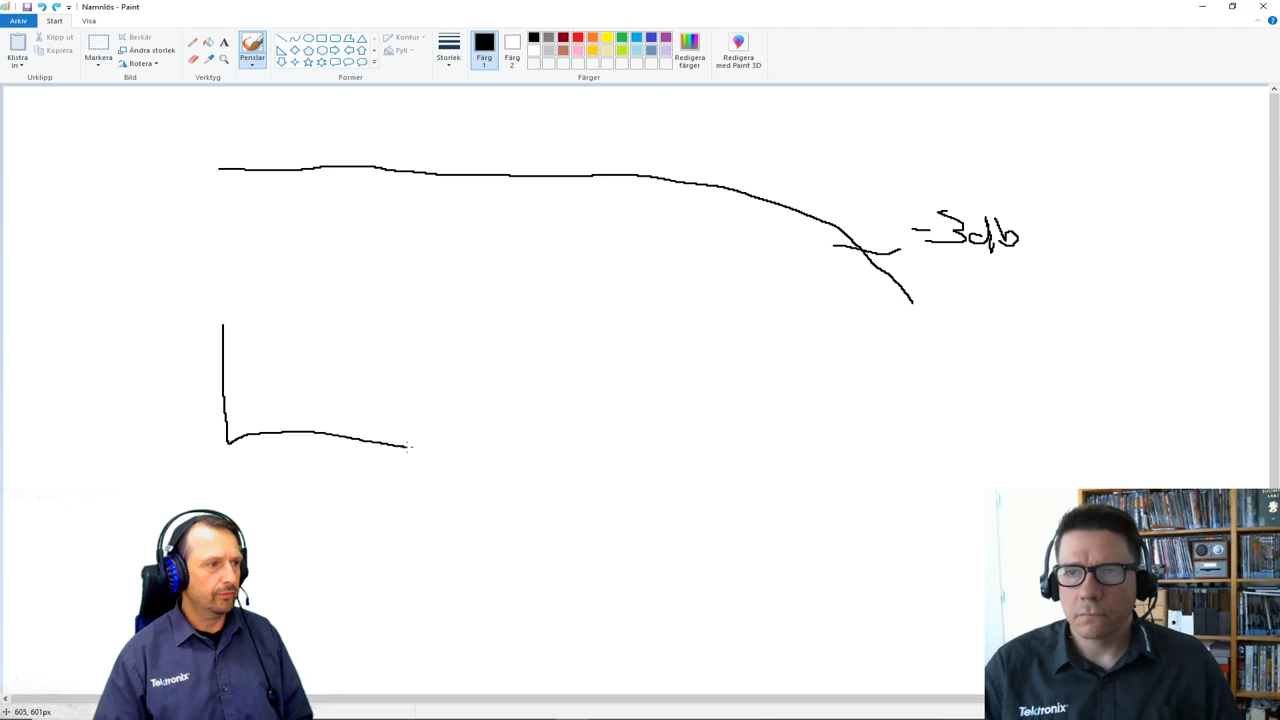 Namnlös - Paint
Arkiv Start Visa
Klistra in
Klipp ut
Kopiera
Urklipp
Markera
Beskär
Ändra storlek
Rotera
Bild
A
Verktyg
Penslar
Kontur
Fyll
Former
Storlek
Färg 1
Färg 2
Redigera färger
Färger
Redigera med Paint 3D
-3db
SUOMEN
LAKI
Tektronix
Tektronix
605, 601px